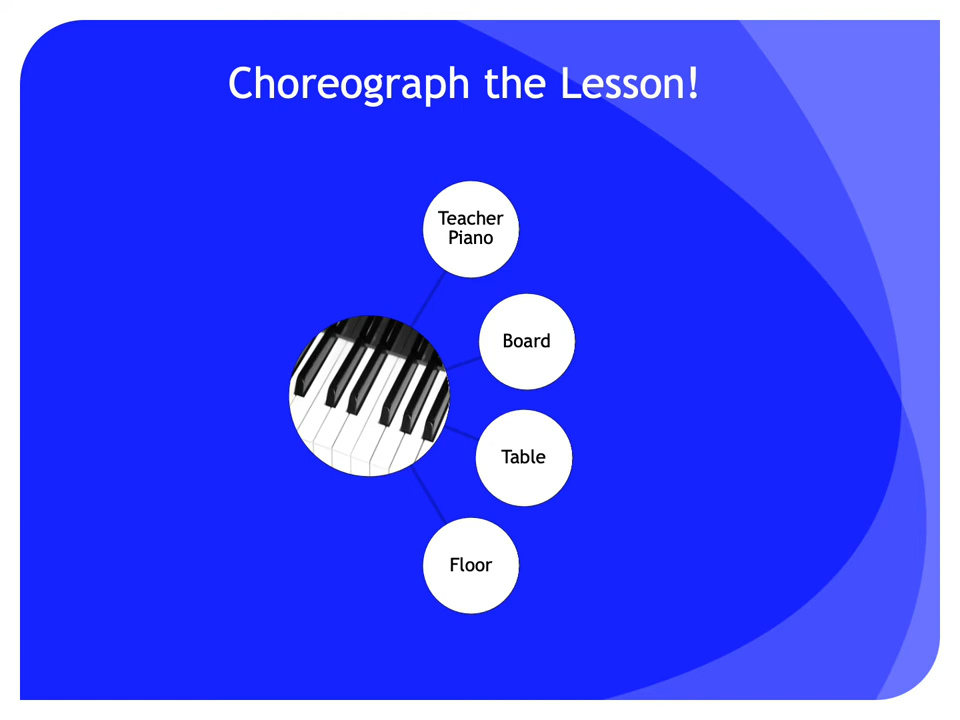 Choreograph the Lesson!
Teacher
Piano
Board
Table
Floor